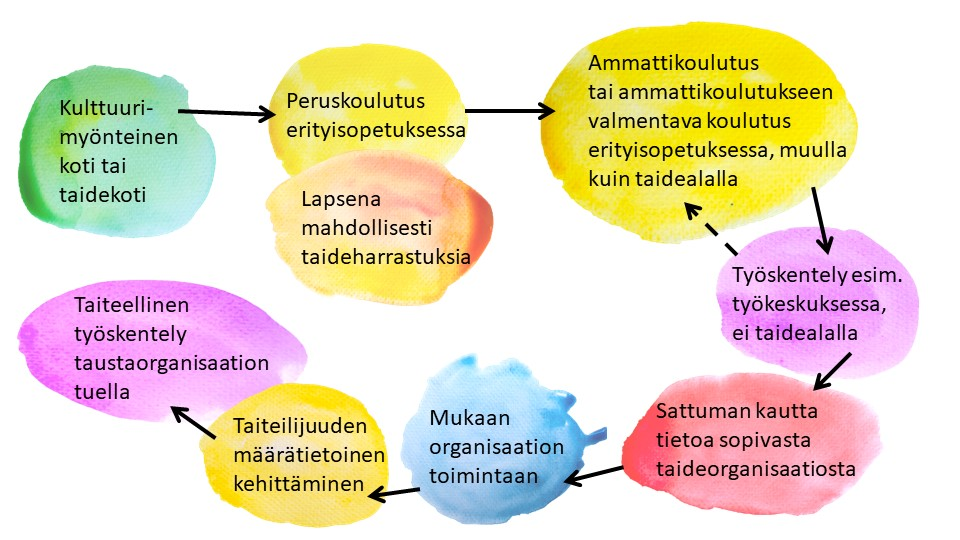 Kulttuuri-
myönteinen
koti tai
taidekoti
Peruskoulutus
erityisopetuksessa
Lapsena
mahdollisesti
taideharrastuksia
Ammattikoulutus
tai ammattikoulutukseen
valmentava koulutus
erityisopetuksessa, muulla
kuin taidealalla
Työskentely esim.
työkeskuksessa,
ei taidealalla
Sattuman kautta
tietoa sopivasta
taideorganisaatiosta
Mukaan
organisaation
toimintaan
Taiteilijuuden
määrätietoinen
kehittäminen
Taiteellinen
työskentely
taustaorganisaation
tuella